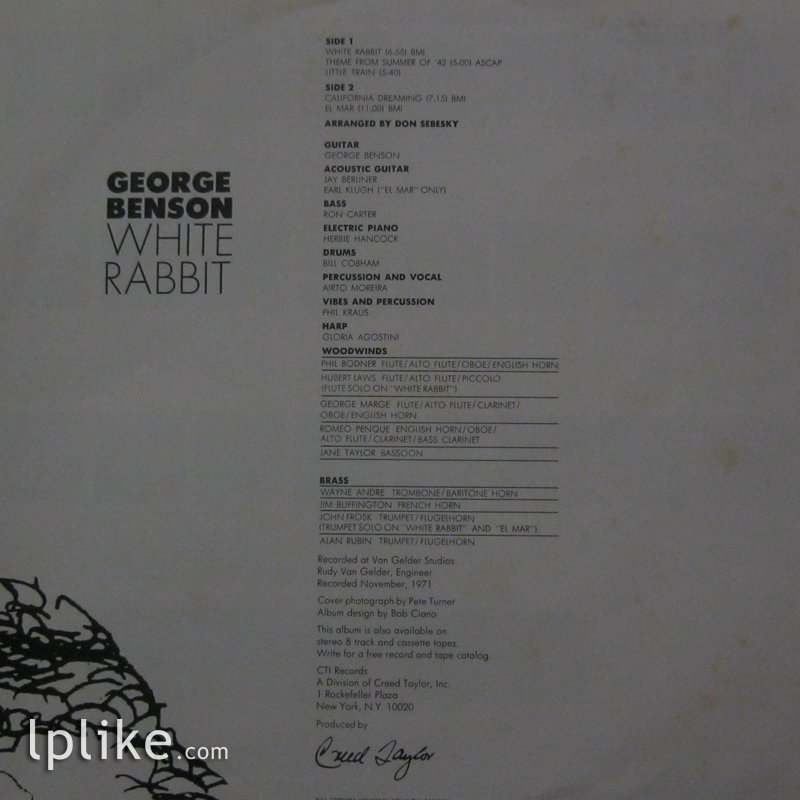 SIDE 1
WHITE RABBIT (6:55) BMI
THEME FROM SUMMER OF '42 (5:00) ASCAP
LITTLE TRAIN (5:40)
SIDE 2
CALIFORNIA DREAMING (7:15) BMI
EL MAR (11:00) BMI
ARRANGED BY DON SEBESKY
GEORGE
BENSON
WHITE
RABBIT
GUITAR
GEORGE BENSON
ACOUSTIC GUITAR
JAY BERLINER
EARL KLUGH ("EL MAR" ONLY)
BASS
RON CARTER
ELECTRIC PIANO
HERBIE HANCOCK
DRUMS
BILL COBHAM
PERCUSSION AND VOCAL
AIRTO MOREIRA
VIBES AND PERCUSSION
PHIL KRAUS
HARP
GLORIA AGOSTINI
WOODWINDS
PHIL BODNER FLUTE/ALTO FLUTE/OBOE/ENGLISH HORN
HUBERT LAWS FLUTE/ALTO FLUTE/PICCOLO
(FLUTE SOLO ON "WHITE RABBIT")
GEORGE MARGE FLUTE/ALTO FLUTE/CLARINET/
OBOE/ENGLISH HORN
ROMEO PENQUE ENGLISH HORN/OBOE/
ALTO FLUTE/CLARINET/BASS CLARINET
JANE TAYLOR BASSOON
BRASS
WAYNE ANDRE TROMBONE/BARITONE HORN
JIM BUFFINGTON FRENCH HORN
JOHN FROSK TRUMPET/FLUGELHORN
(TRUMPET SOLO ON "WHITE RABBIT" AND "EL MAR")
ALAN RUBIN TRUMPET/FLUGELHORN
Recorded at Van Gelder Studios
Rudy Van Gelder, Engineer
Recorded November, 1971
Cover photograph by Pete Turner
Album design by Bob Ciano
This album is also available on
stereo 8 track and cassette tapes.
Write for a free record and tape catalog.
CTI Records
A Division of Creed Taylor, Inc.
1 Rockefeller Plaza
New York, N.Y. 10020
Produced by
Creed Taylor
lplike.com